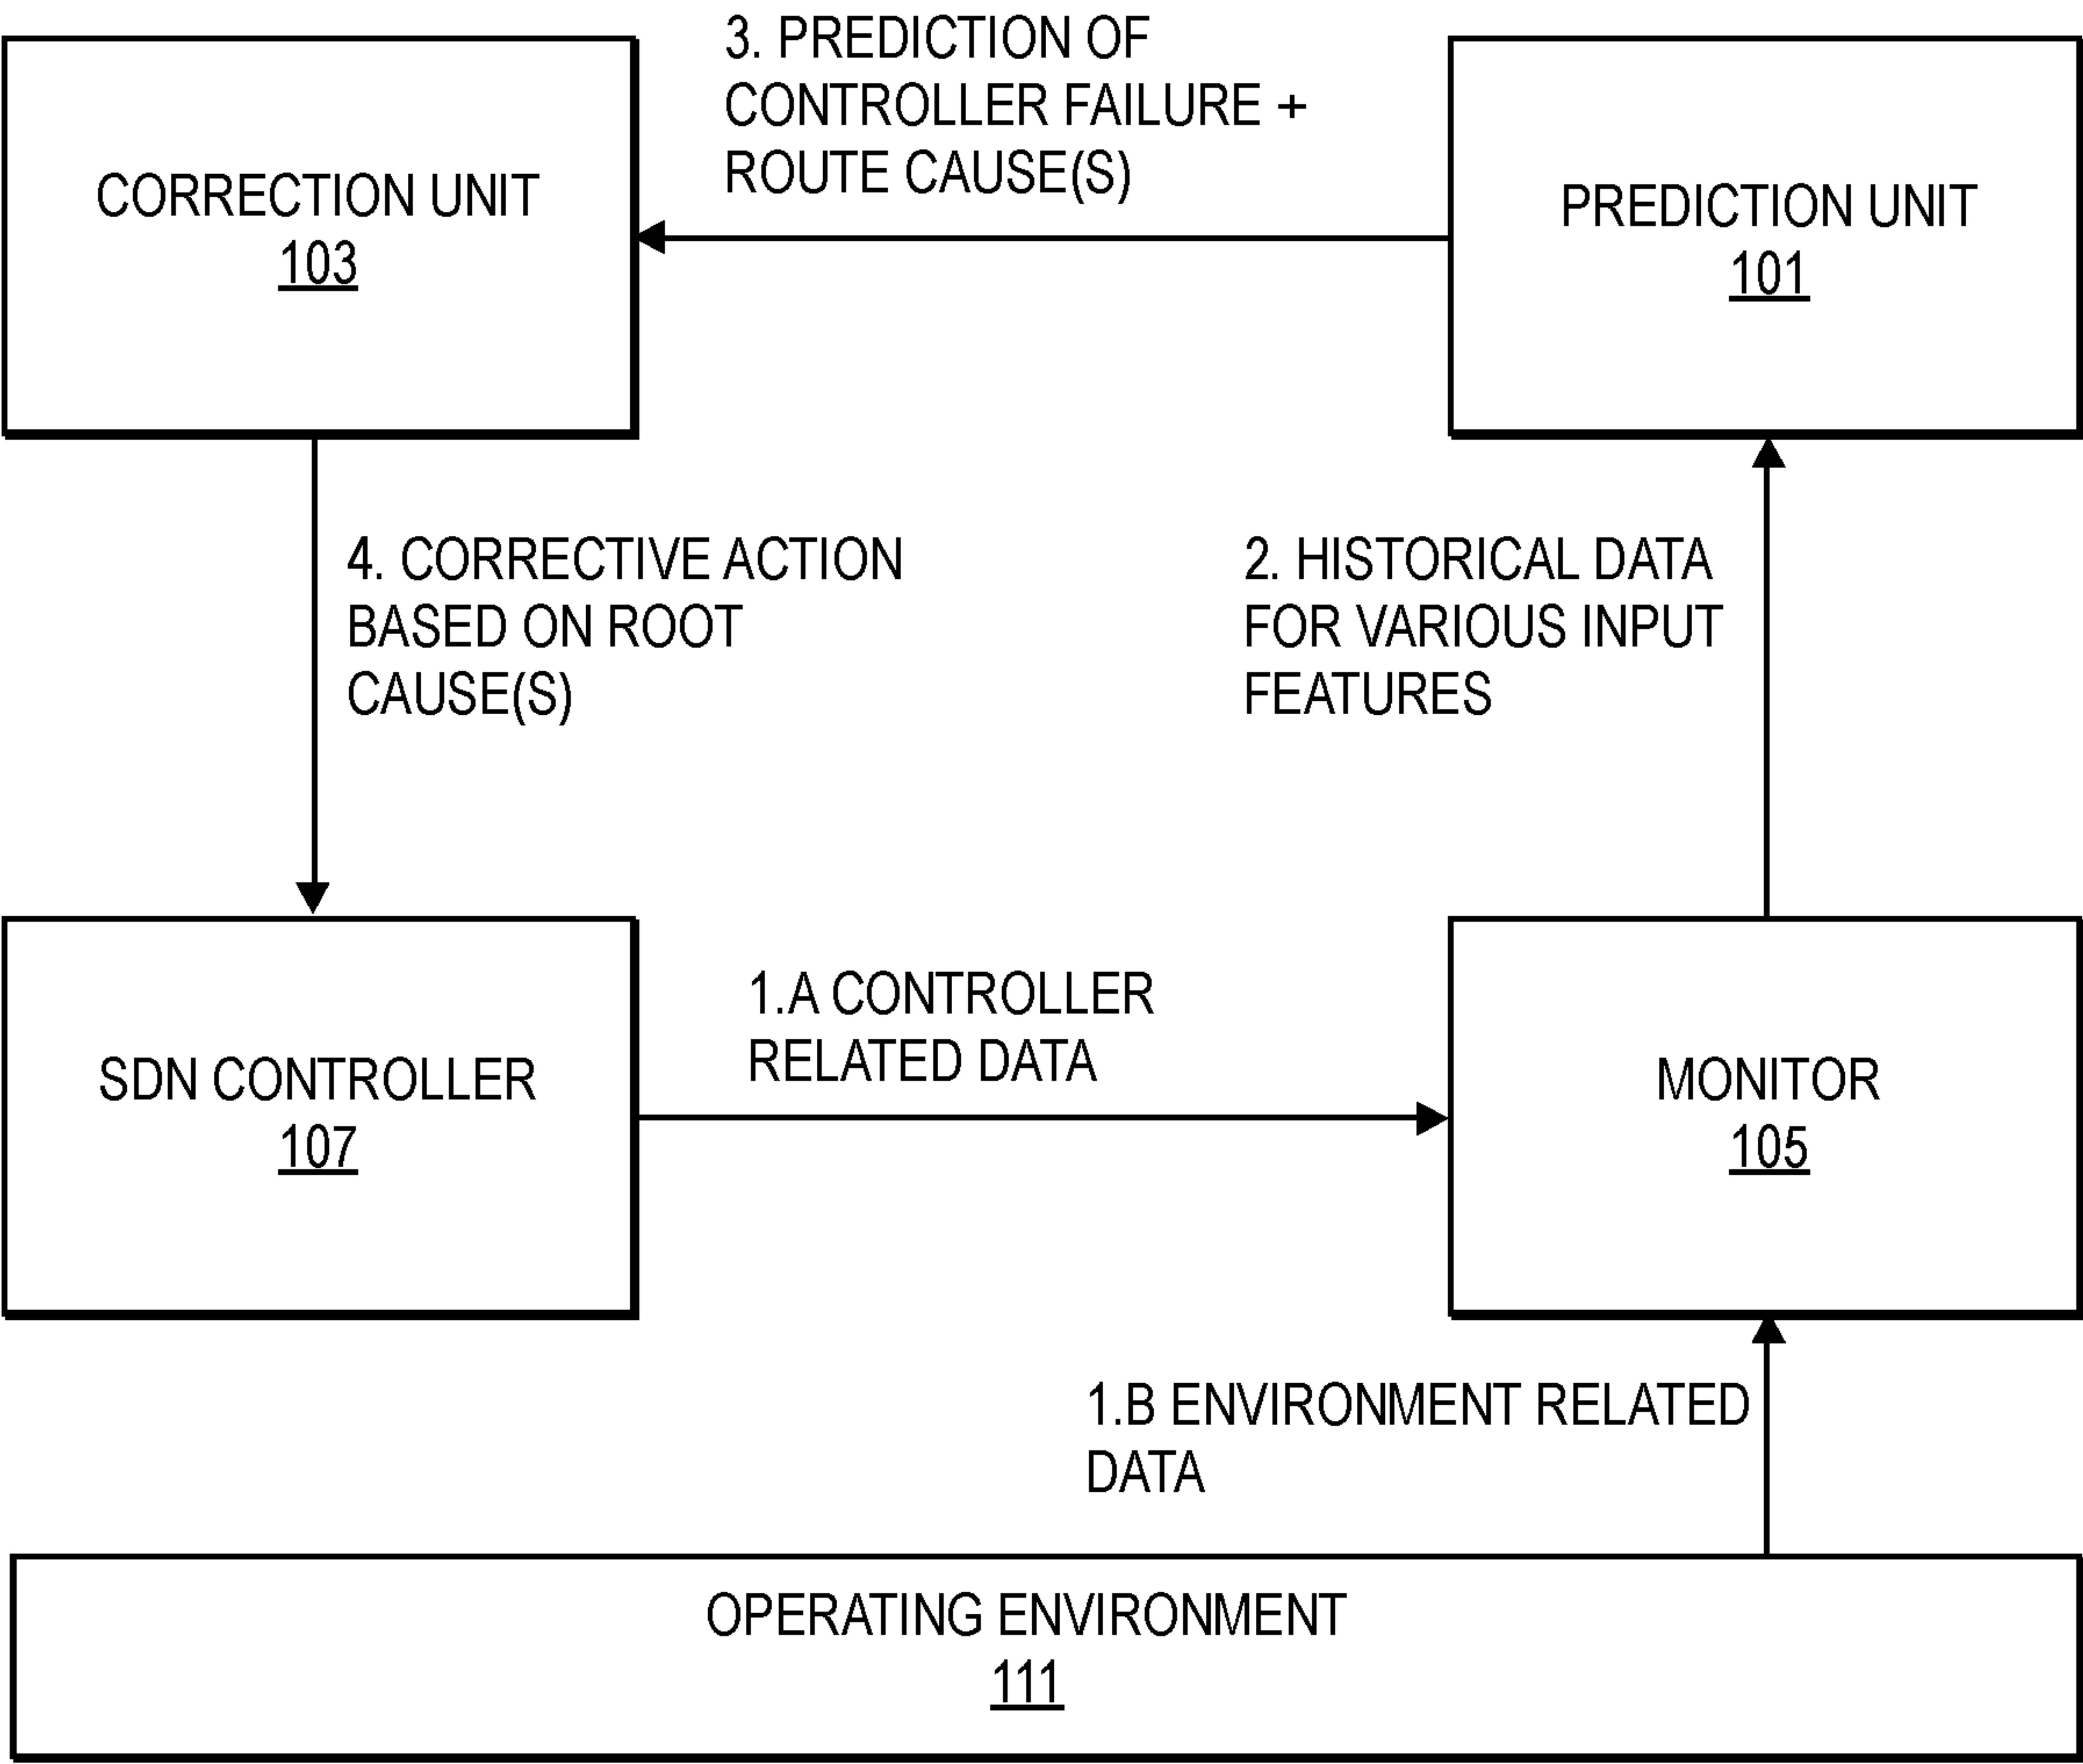 3. PREDICTION OF
CONTROLLER FAILURE +
ROUTE CAUSE(S)
CORRECTION UNIT
103
PREDICTION UNIT
101
4. CORRECTIVE ACTION
BASED ON ROOT
CAUSE(S)
2. HISTORICAL DATA
FOR VARIOUS INPUT
FEATURES
1.A CONTROLLER
RELATED DATA
SDN CONTROLLER
107
MONITOR
105
1.B ENVIRONMENT RELATED
DATA
OPERATING ENVIRONMENT
111